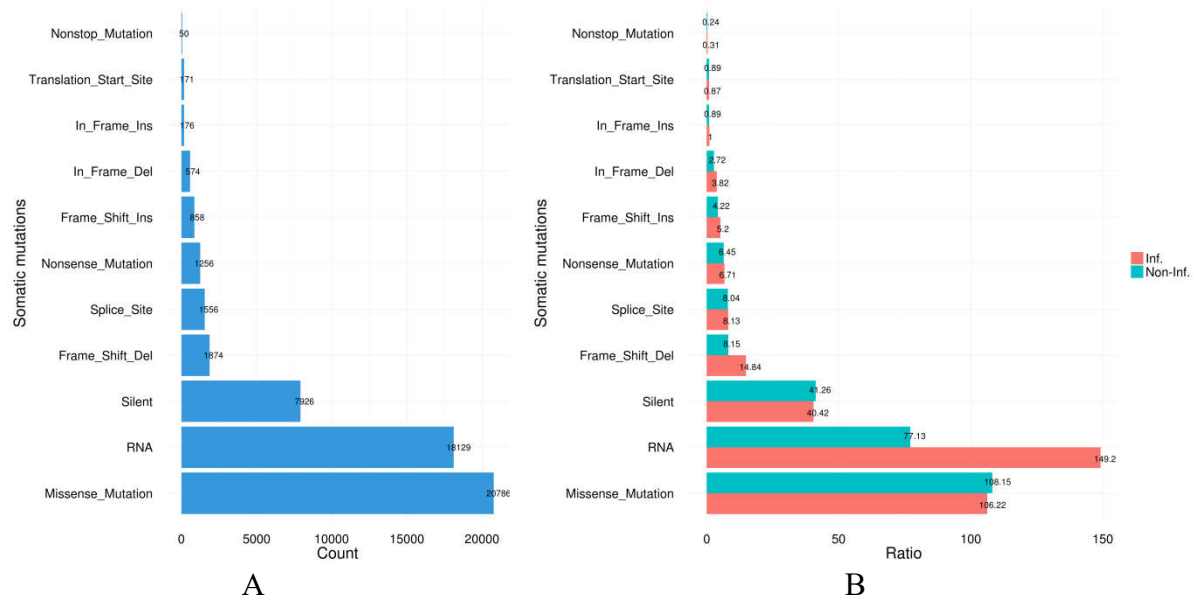 Somatic mutations
Nonstop_Mutation
50
Translation_Start_Site
171
In_Frame_Ins
176
In_Frame_Del
574
Frame_Shift_Ins
858
Nonsense_Mutation
1256
Splice_Site
1556
Frame_Shift_Del
1874
Silent
7926
RNA
18129
Missense_Mutation
20786
0 5000 10000 15000 20000
Count
A
Somatic mutations
Nonstop_Mutation
0.24
0.31
Translation_Start_Site
0.89
0.87
In_Frame_Ins
0.89
1
In_Frame_Del
2.72
3.82
Frame_Shift_Ins
4.22
5.2
Nonsense_Mutation
6.45
6.71
Splice_Site
8.04
8.13
Frame_Shift_Del
8.15
14.84
Silent
41.26
40.42
RNA
77.13
149.2
Missense_Mutation
108.15
106.22
0 50 100 150
Ratio
Inf.
Non-Inf.
B